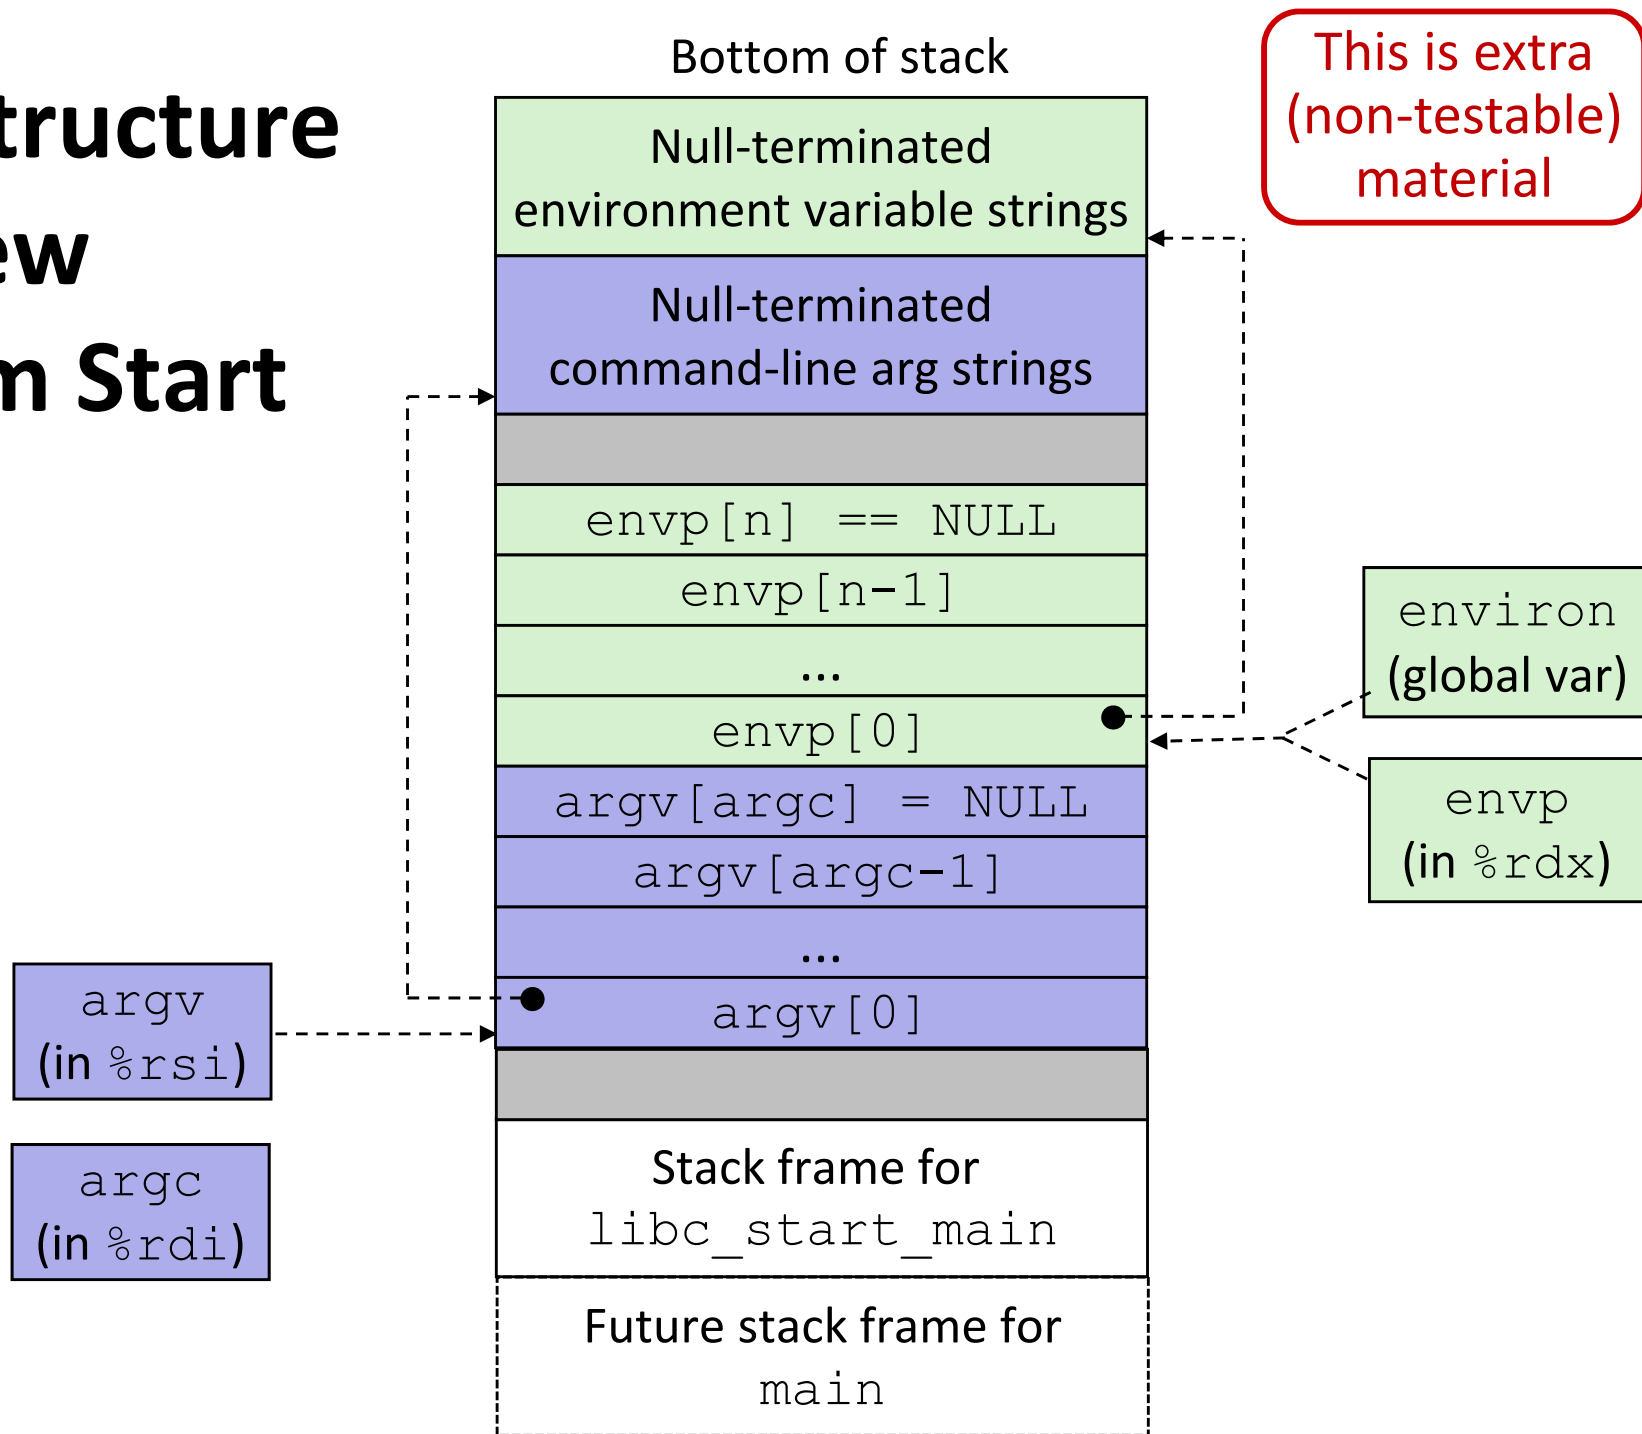 tructure
ew
m Start
Bottom of stack
This is extra
(non-testable)
material
Null-terminated
environment variable strings
Null-terminated
command-line arg strings
envp[n] == NULL
envp[n-1]
...
envp[0]
environ
(global var)
envp
(in %rdx)
argv[argc] = NULL
argv[argc-1]
...
argv[0]
argv
(in %rsi)
argc
(in %rdi)
Stack frame for
libc_start_main
Future stack frame for
main